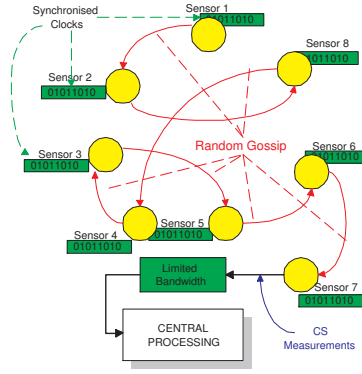 Synchronised
Clocks
Sensor 1
01011010
Sensor 8
01011010
Sensor 2
01011010
Random Gossip
Sensor 6
01011010
Sensor 3
01011010
Sensor 5
01011010
Sensor 4
01011010
Limited
Bandwidth
Sensor 7
01011010
CENTRAL
PROCESSING
CS
Measurements